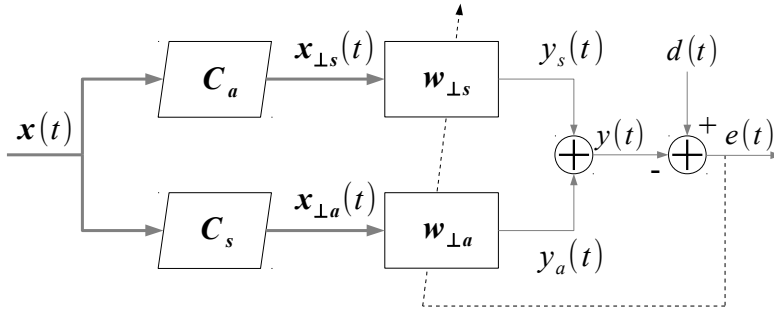 x(t)
C_a
x_⊥s(t)
w_⊥s
y_s(t)
d(t)
y(t)
+
-
e(t)
C_s
x_⊥a(t)
w_⊥a
y_a(t)